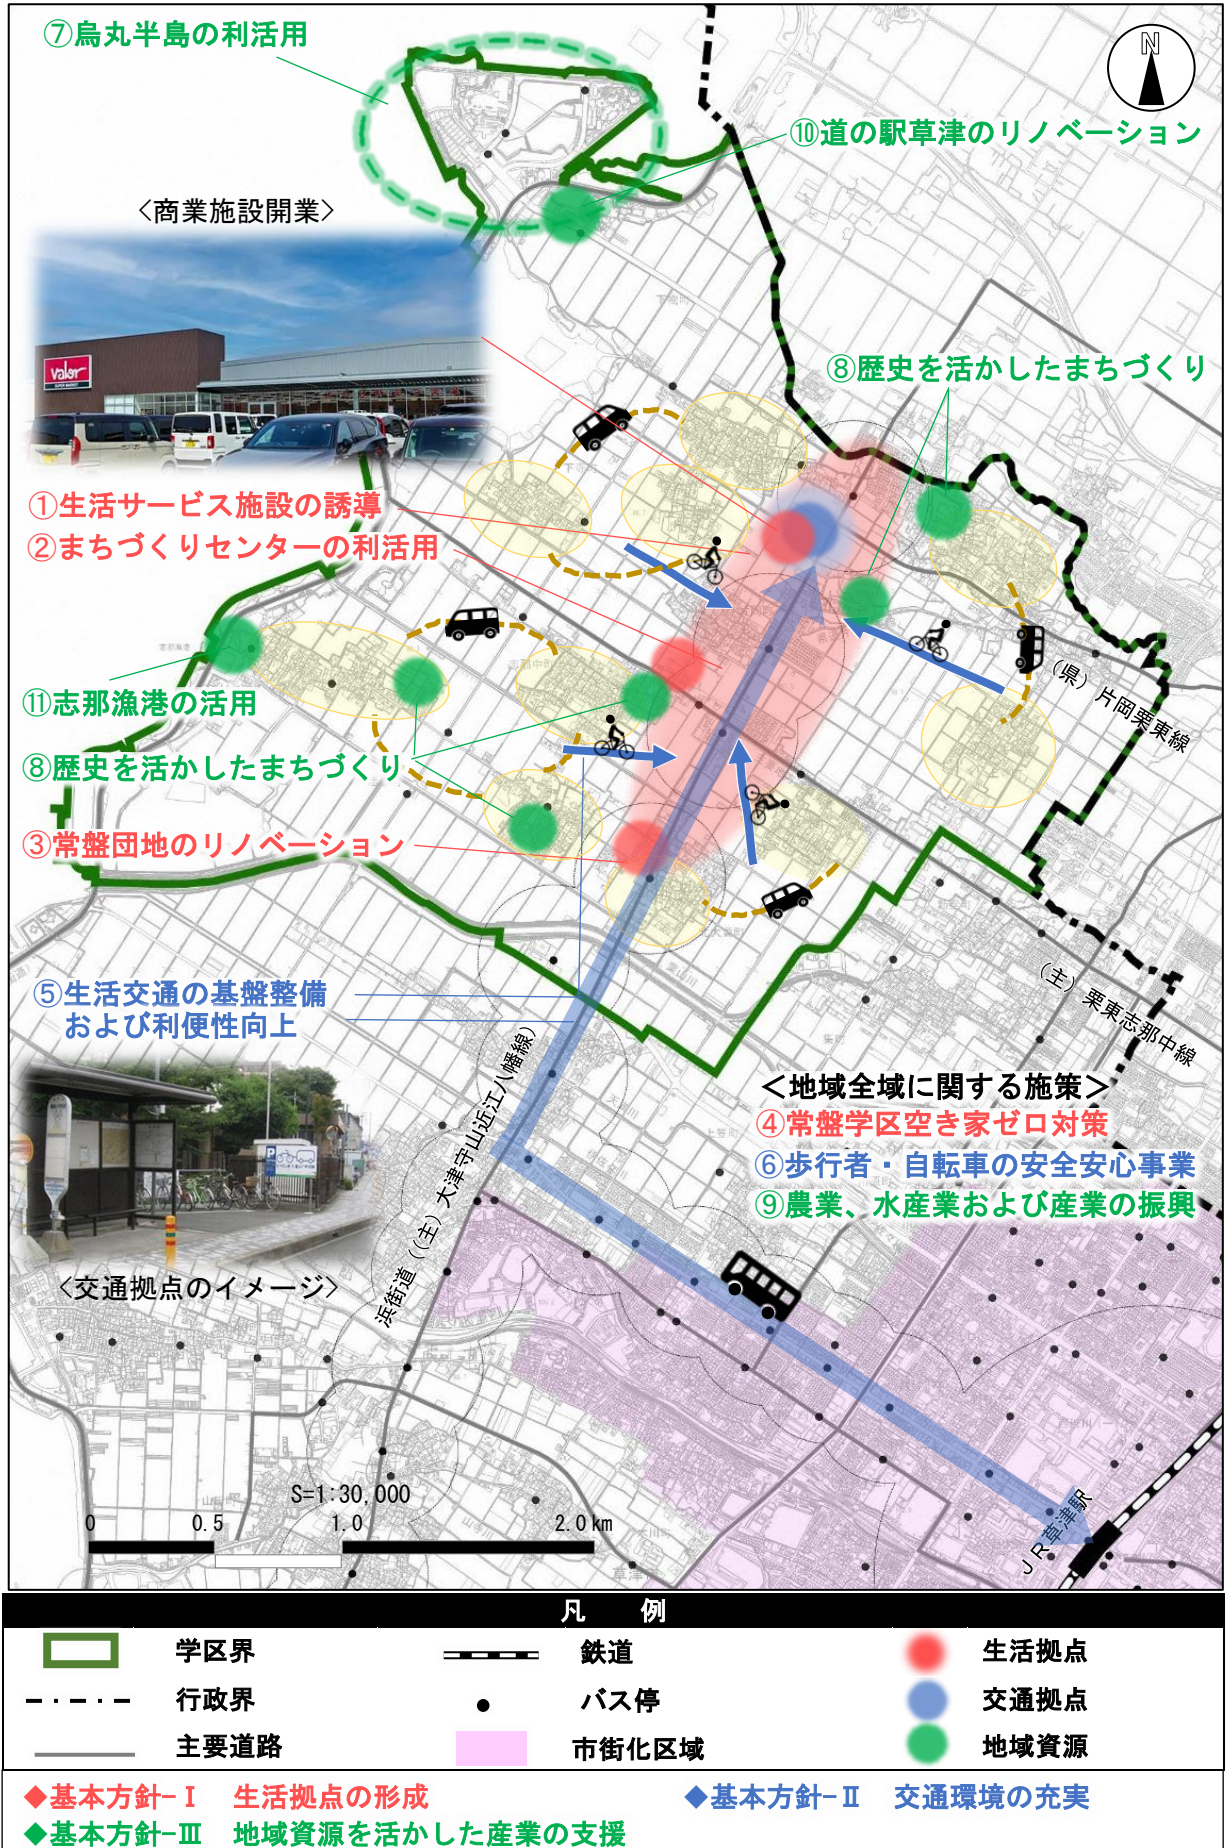 ⑦烏丸半島の利活用
N
⑩道の駅草津のリノベーション
<商業施設開業>
valor
SUPER MARKET
⑧歴史を活かしたまちづくり
①生活サービス施設の誘導
②まちづくりセンターの利活用
⑪志那漁港の活用
(県)片岡栗東線
⑧歴史を活かしたまちづくり
③常盤団地のリノベーション
⑤生活交通の基盤整備
および利便性向上
(主)栗東志那中線
浜街道((主)大津守山近江八幡線)
<地域全域に関する施策>
④常盤学区空き家ゼロ対策
⑥歩行者・自転車の安全安心事業
⑨農業、水産業および産業の振興
P
<交通拠点のイメージ>
S=1:30,000
0 0.5 1.0 2.0km
JR草津駅
凡 例
学区界 鉄道 生活拠点
行政界 バス停 交通拠点
主要道路 市街化区域 地域資源
◆基本方針-Ⅰ 生活拠点の形成 ◆基本方針-Ⅱ 交通環境の充実
◆基本方針-Ⅲ 地域資源を活かした産業の支援